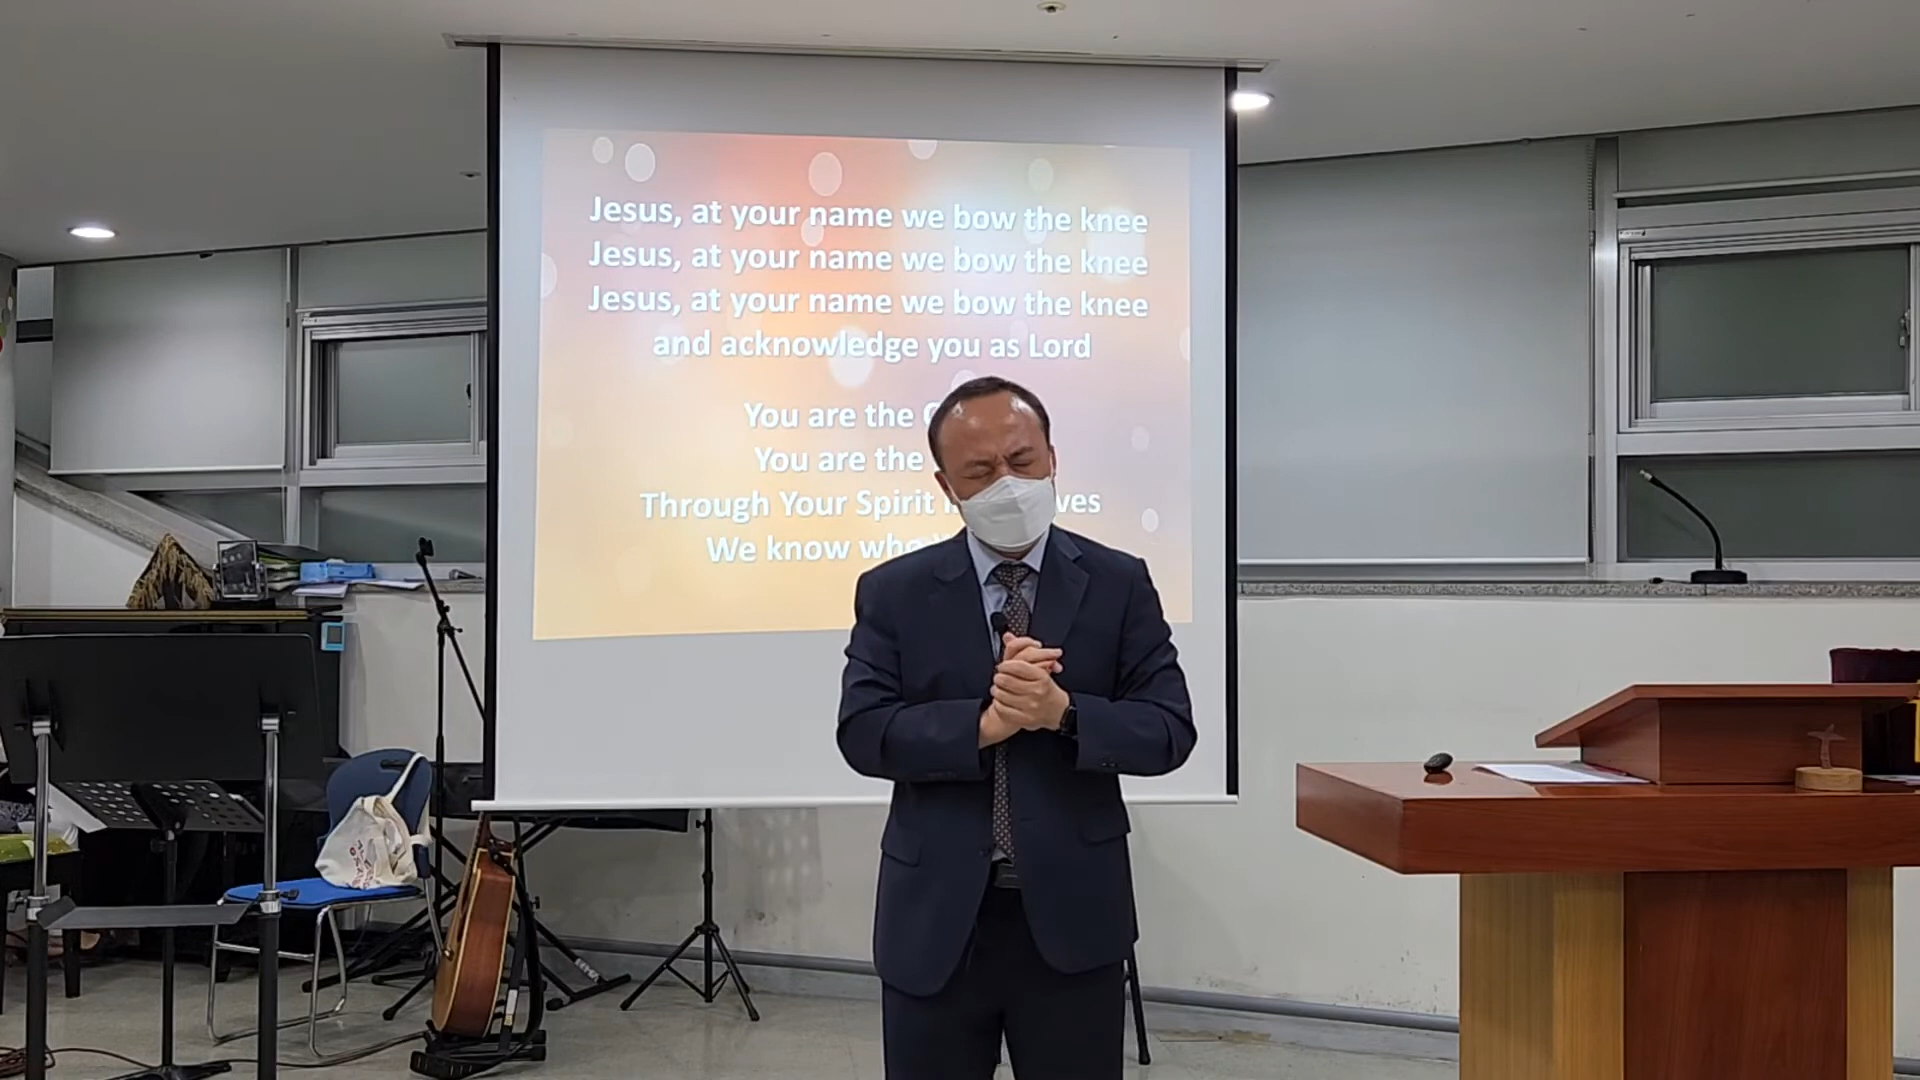 Jesus, at your name we bow the knee
Jesus, at your name we bow the knee
Jesus, at your name we bow the knee
and acknowledge you as Lord
You are the
You are the
Through Your Spirit
We know who